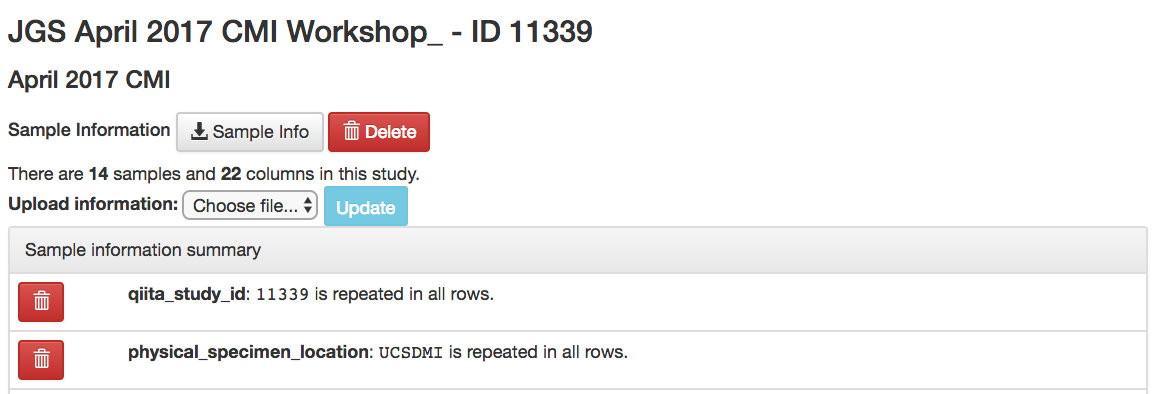 JGS April 2017 CMI Workshop_ - ID 11339
April 2017 CMI
Sample Information Sample Info Delete
There are 14 samples and 22 columns in this study.
Upload information: Choose file... Update
Sample information summary
qiita_study_id: 11339 is repeated in all rows.
physical_specimen_location: UCSDMI is repeated in all rows.